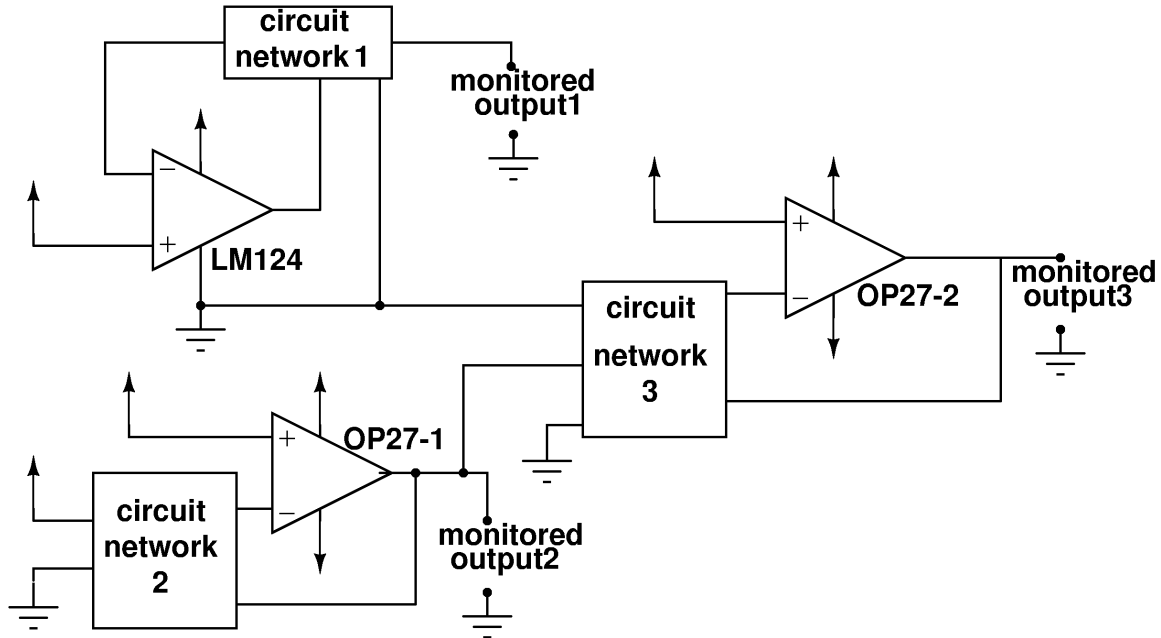 circuit
network 1
monitored
output1
−
+
LM124
+
−
OP27-2
monitored
output3
circuit
network
3
+
−
OP27-1
circuit
network
2
monitored
output2